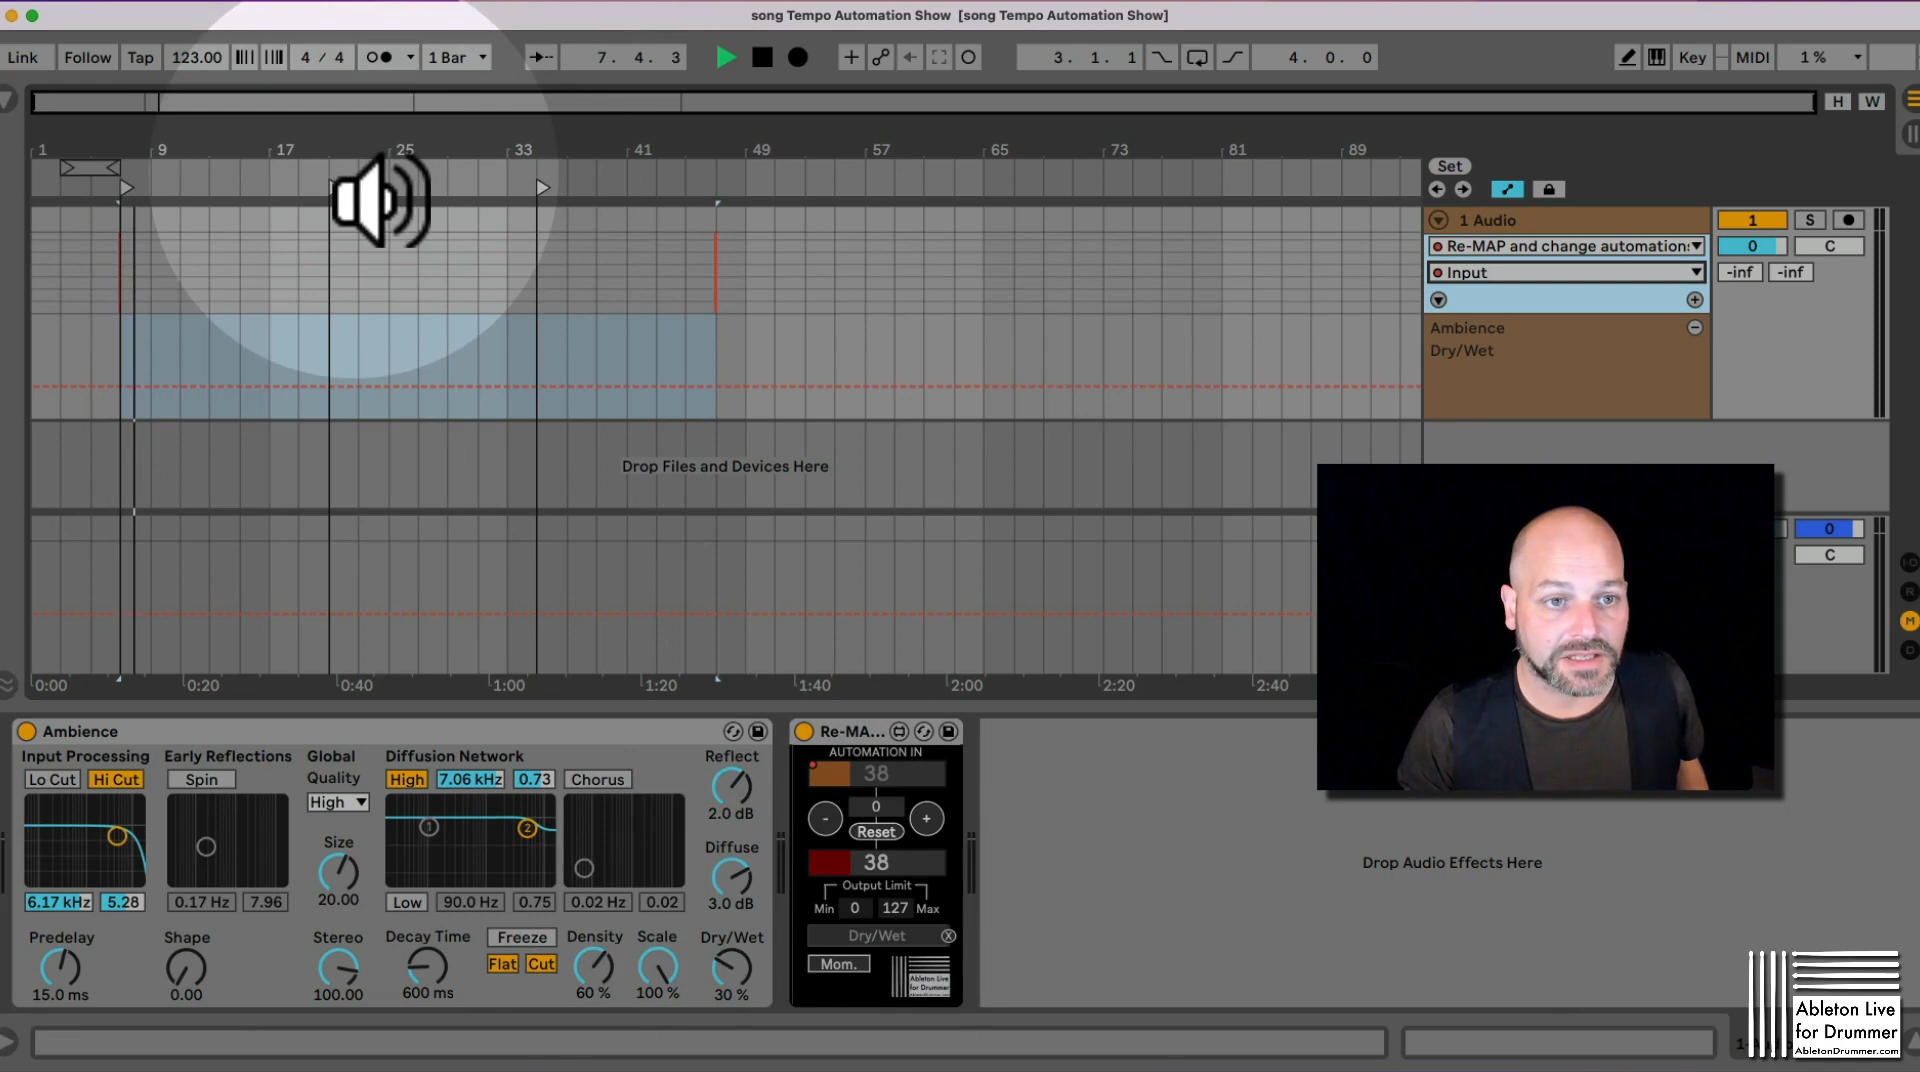 song Tempo Automation Show [song Tempo Automation Show]
Link Follow Tap 123.00 4 / 4 1 Bar 7. 4. 3 3. 1. 1 4. 0. 0 Key MIDI 1 %
H W
1 9 17 25 33 41 49 57 65 73 81 89
Set
1 Audio 1 S
Re-MAP and change automation: 0 C
Input -inf -inf
Ambience
Dry/Wet
Drop Files and Devices Here
0
C
I·O
R
M
D
0:00 0:20 0:40 1:00 1:20 1:40 2:00 2:20 2:40
Ambience
Input Processing Early Reflections Global Diffusion Network Reflect
Lo Cut Hi Cut Spin Quality High 7.06 kHz 0.73 Chorus
High
1 2
2.0 dB
Size Diffuse
20.00 3.0 dB
6.17 kHz 5.28 0.17 Hz 7.96 Low 90.0 Hz 0.75 0.02 Hz 0.02
Predelay Shape Stereo Decay Time Freeze Density Scale Dry/Wet
Flat Cut
15.0 ms 0.00 100.00 600 ms 60 % 100 % 30 %
Re-MA...
AUTOMATION IN
38
0
- +
Reset
38
Output Limit
Min 0 127 Max
Dry/Wet X
Mom.
Ableton Live
for Drummer
Drop Audio Effects Here
Ableton Live
for Drummer
AbletonDrummer.com